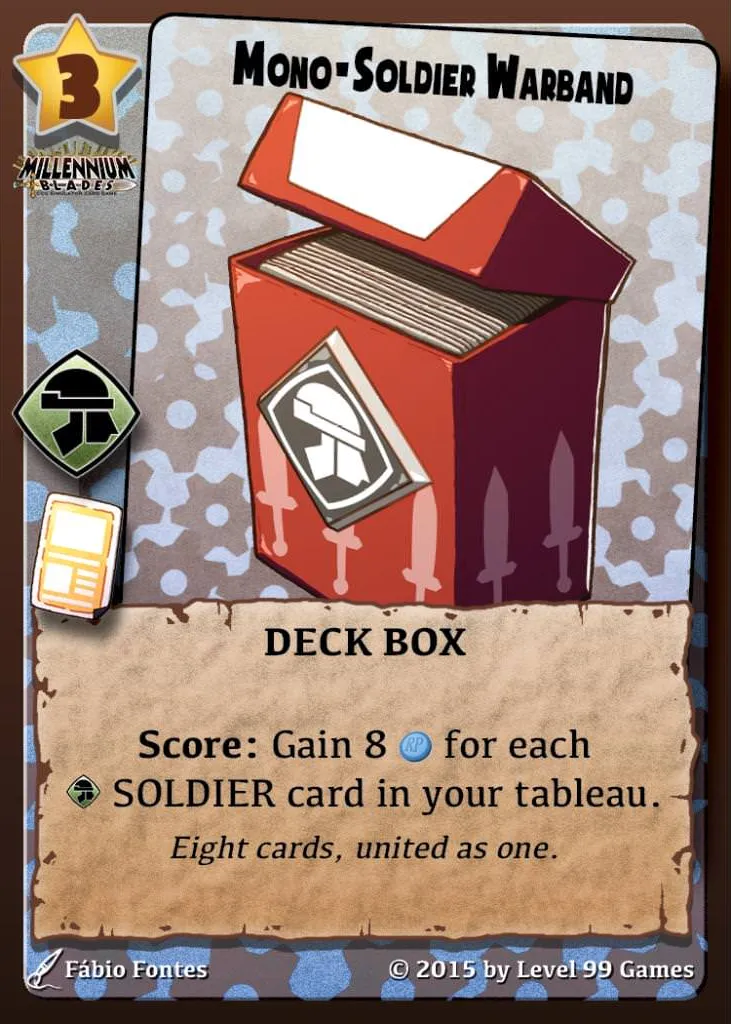 3
MONO-SOLDIER WARBAND
MILLENNIUM
BLADES
DECK BOX
Score: Gain 8 RP for each
SOLDIER card in your tableau.
Eight cards, united as one.
Fábio Fontes
© 2015 by Level 99 Games